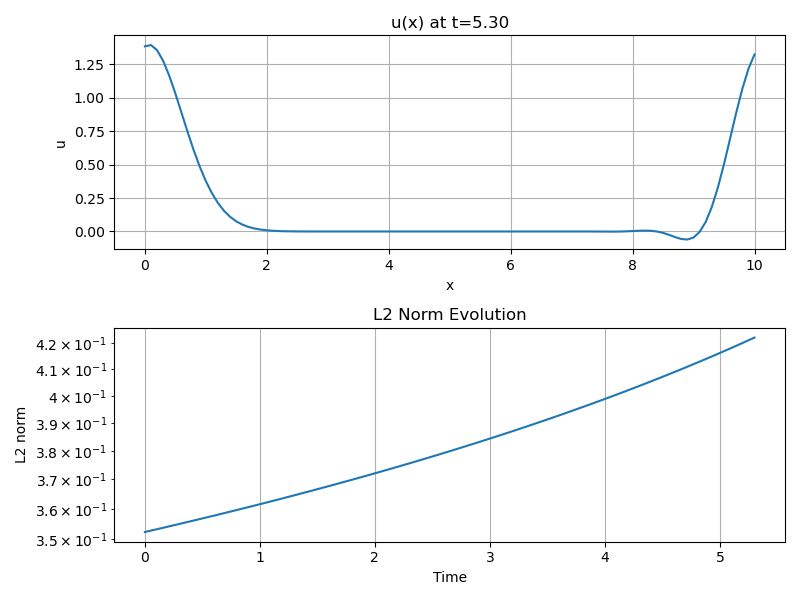 u(x) at t=5.30
u
1.25
1.00
0.75
0.50
0.25
0.00
0 2 4 6 8 10
x
L2 Norm Evolution
L2 norm
4.2 × 10⁻¹
4.1 × 10⁻¹
4 × 10⁻¹
3.9 × 10⁻¹
3.8 × 10⁻¹
3.7 × 10⁻¹
3.6 × 10⁻¹
3.5 × 10⁻¹
0 1 2 3 4 5
Time